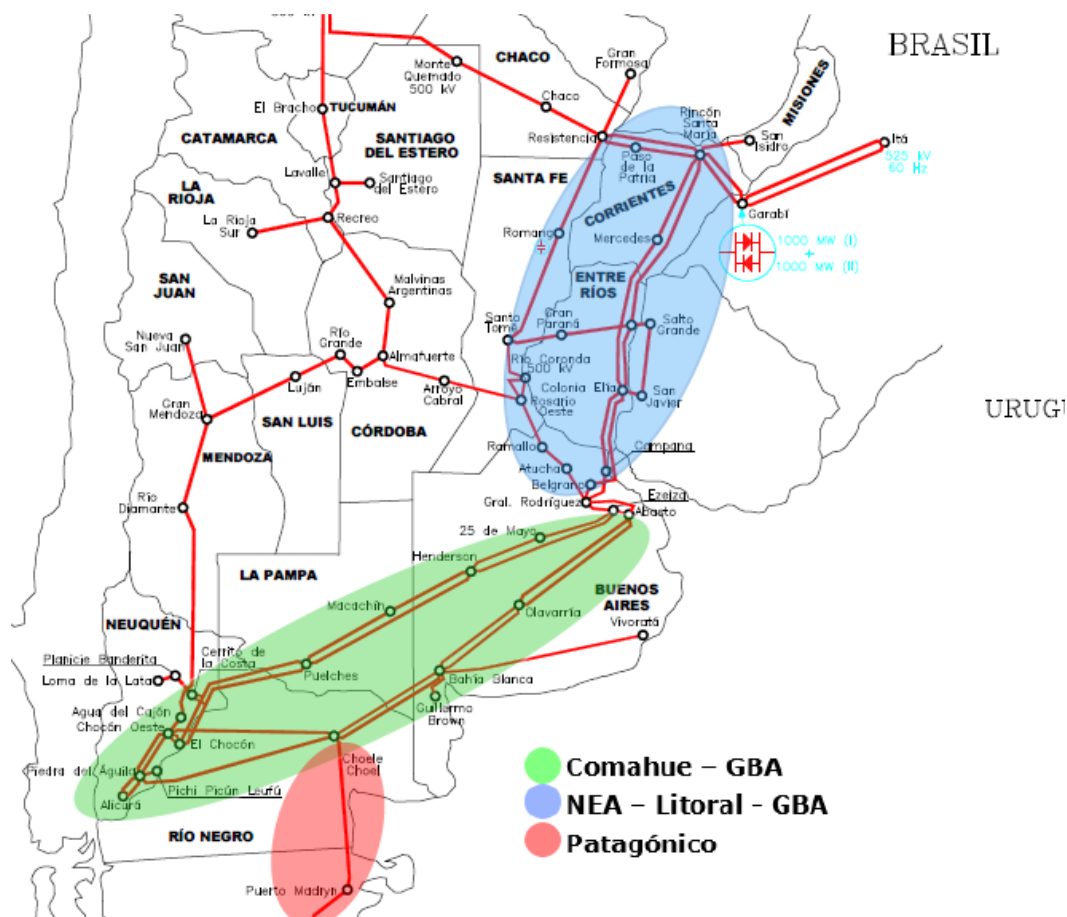 BRASIL
CHACO
Gran
Formosa
Monte
Quemado
500 kV
Chaco
MISIONES
El Bracho
TUCUMÁN
Rincón
Santa
María
Resistencia
San
Isidro
Itá
525 kV
60 Hz
CATAMARCA
SANTIAGO
DEL ESTERO
Paso
de la
Patria
Lavalle
Santiago
del Estero
SANTA FE
LA
RIOJA
CORRIENTES
Garabí
La Rioja
Sur
Recreo
Romang
Mercedes
1000 MW (I)
+
1000 MW (II)
SAN
JUAN
Malvinas
Argentinas
ENTRE
RÍOS
Nueva
San Juan
Río
Grande
Santo
Tomé
Gran
Paraná
Salto
Grande
Almafuerte
Río Coronda
500 kV
Luján
Embalse
Arroyo
Cabral
Colonia
Elía
San
Javier
Rosario
Oeste
URUGU
Gran
Mendoza
SAN LUIS
CÓRDOBA
MENDOZA
Ramallo
Campana
Atucha
Belgrano
Río
Diamante
Gral. Rodríguez
Ezeiza
Abasto
25 de Mayo
Henderson
LA PAMPA
BUENOS
AIRES
Macachín
Olavarría
Vivoratá
NEUQUÉN
Planicie Banderita
Cerrito de
la Costa
Loma de la Lata
Puelches
Bahía Blanca
Agua del Cajón
Guillermo
Brown
Chocón Oeste
El Chocón
Choele
Choel
Piedra del Águila
Pichi Picún Leufú
Alicurá
RÍO NEGRO
Puerto Madryn
Comahue – GBA
NEA – Litoral - GBA
Patagónico